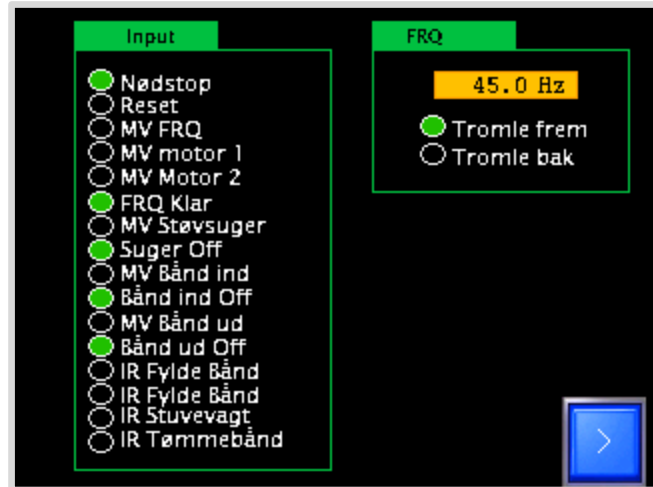 Input
Nødstop
Reset
MV FRQ
MV motor 1
MV Motor 2
FRQ Klar
MV Støvsuger
Suger Off
MV Bånd ind
Bånd ind Off
MV Bånd ud
Bånd ud Off
IR Fylde Bånd
IR Fylde Bånd
IR Stuvevagt
IR Tømmebånd
FRQ
45.0 Hz
Tromle frem
Tromle bak
>